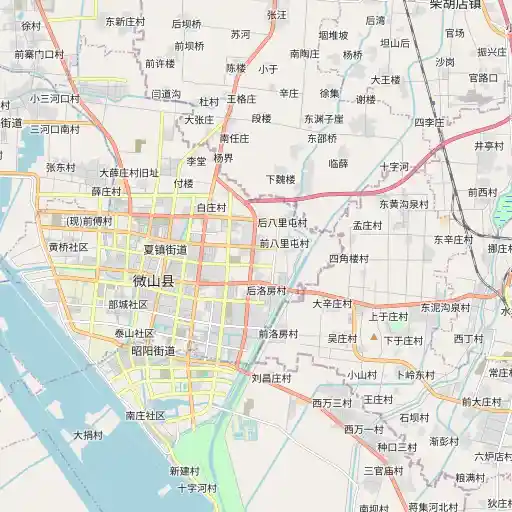 柴胡店镇
张汪
后湾
徐村
东新庄村
后坝桥
苏河
堌堆坡
官场
前坝桥
坦山后
前寨门口村
南陶庄
杨桥
振兴庄
前许楼
陈楼
小于
沙岗
大王楼
官路口
闫道沟
辛庄
徐集
小三河口村
杜村
王格庄
谢楼
街道
大张庄
段楼
东渊子崖
四李庄
三河口南村
南任庄
东邵桥
井亭村
李堂
杨界
张东村
临薛
十字河
大薛庄村旧址
付楼
下魏楼
薛庄村
前西村
白庄村
东黄沟泉村
(现)前傅村
后八里屯村
孟庄村
黄桥社区
夏镇街道
前八里屯村
东辛庄村
挪庄
四角楼村
微山县
后洛房村
部城社区
大辛庄村
东泥沟泉村
水
上于庄村
泰山社区
前洛房村
吴庄村
下于庄村
西丁村
昭阳街道
刘昌庄村
小山村
卜岭东村
常庄
王庄村
西万三村
前大庄村
南庄社区
石坝村
大捐村
西万一村
渐彭村
种口三村
六炉店
新建村
三官庙村
粮满村
十字河村
南坝村
蒋集河北村
狄庄